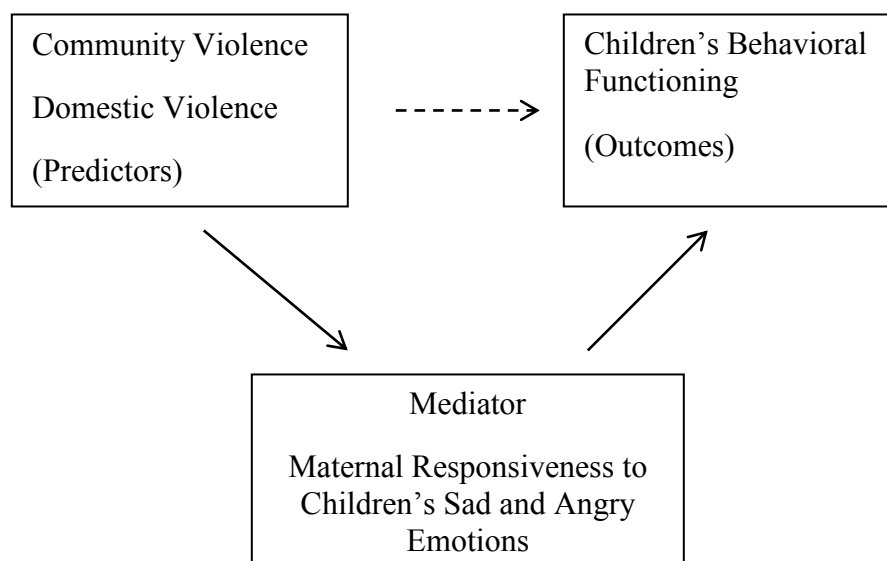 Community Violence
Domestic Violence
(Predictors)
Children’s Behavioral
Functioning
(Outcomes)
Mediator
Maternal Responsiveness to
Children’s Sad and Angry
Emotions